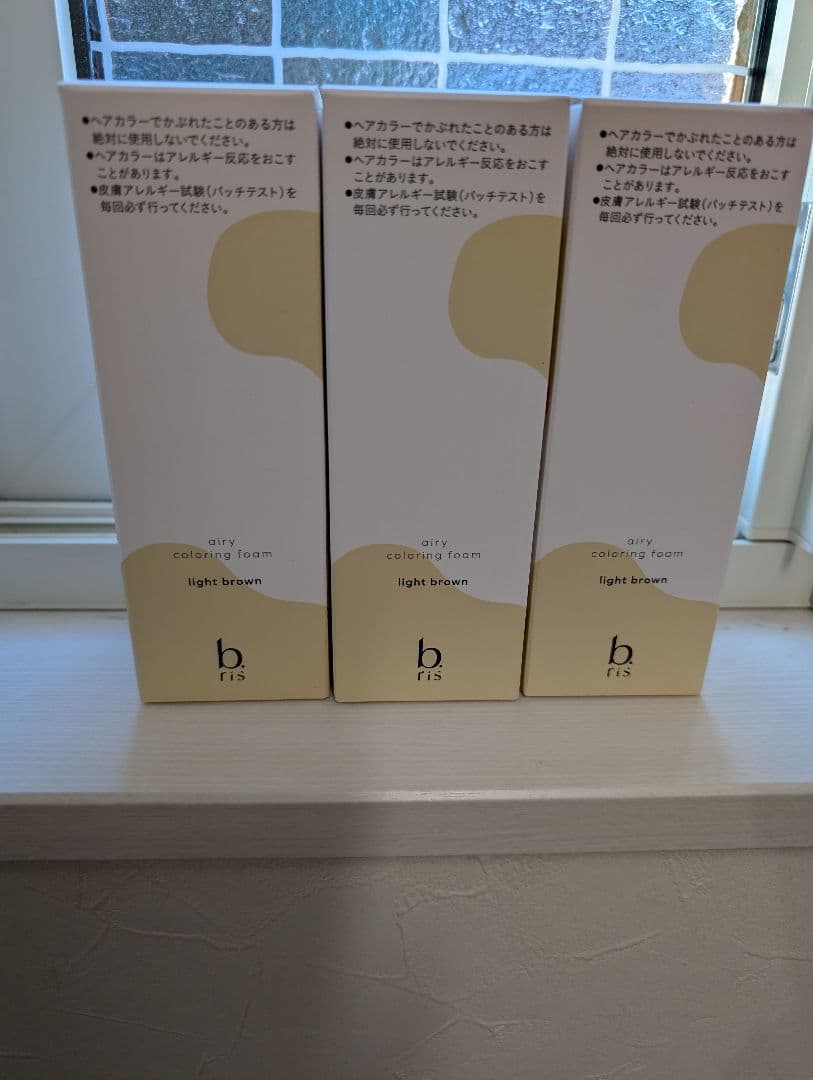 ●ヘアカラーでかぶれたことのある方は
絶対に使用しないでください。
●ヘアカラーはアレルギー反応をおこす
ことがあります。
●皮膚アレルギー試験(パッチテスト)を
毎回必ず行ってください。
airy
coloring foam
light brown
b.
ris
●ヘアカラーでかぶれたことのある方は
絶対に使用しないでください。
●ヘアカラーはアレルギー反応をおこす
ことがあります。
●皮膚アレルギー試験(パッチテスト)を
毎回必ず行ってください。
airy
coloring foam
light brown
b.
ris
●ヘアカラーでかぶれたことのある方は
絶対に使用しないでください。
●ヘアカラーはアレルギー反応をおこす
ことがあります。
●皮膚アレルギー試験(パッチテスト)を
毎回必ず行ってください。
airy
coloring foam
light brown
b.
ris